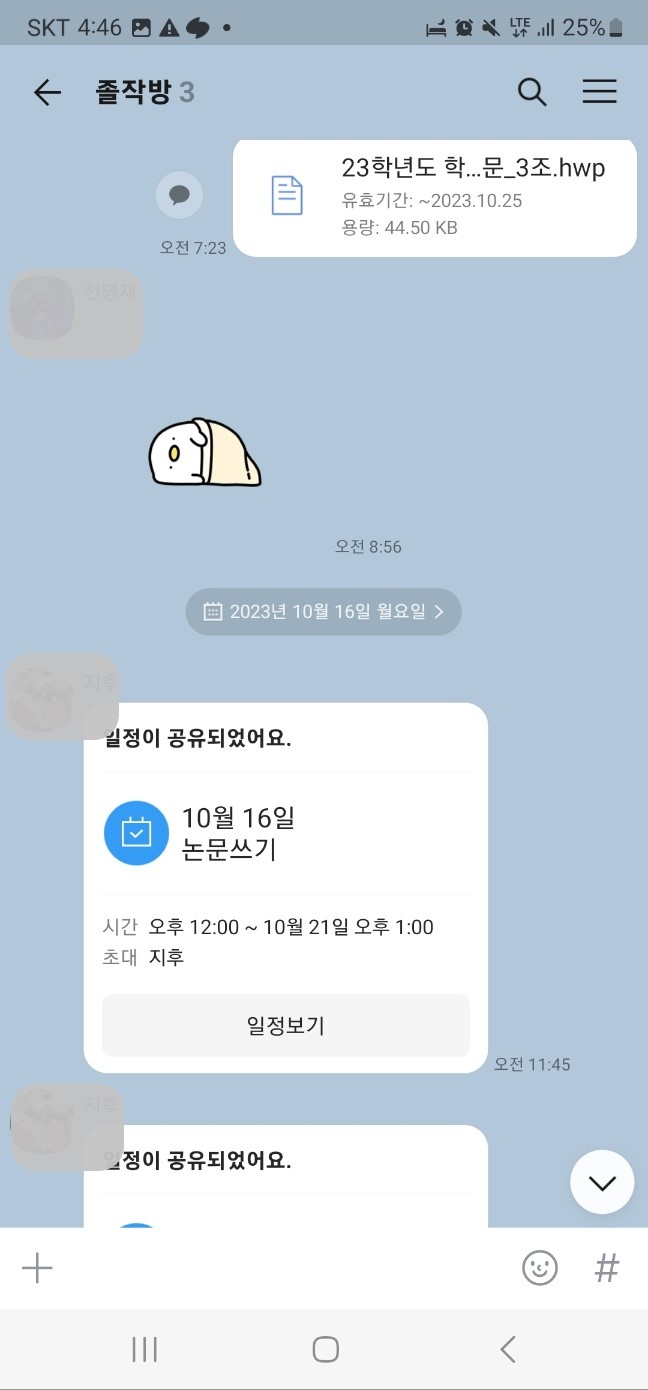 SKT 4:46
LTE
25%
졸작방 3
23학년도 학...문_3조.hwp
유효기간: ~2023.10.25
용량: 44.50 KB
오전 7:23
전명재
오전 8:56
2023년 10월 16일 월요일
지후
일정이 공유되었어요.
10월 16일
논문쓰기
시간 오후 12:00 ~ 10월 21일 오후 1:00
초대 지후
일정보기
오전 11:45
지후
일정이 공유되었어요.
#